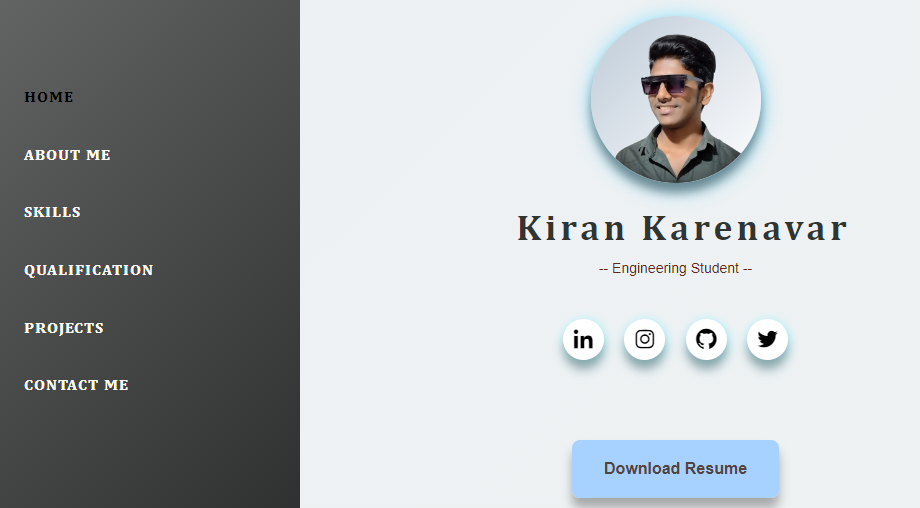 HOME
ABOUT ME
SKILLS
QUALIFICATION
PROJECTS
CONTACT ME
Kiran Karenavar
-- Engineering Student --
in
Download Resume